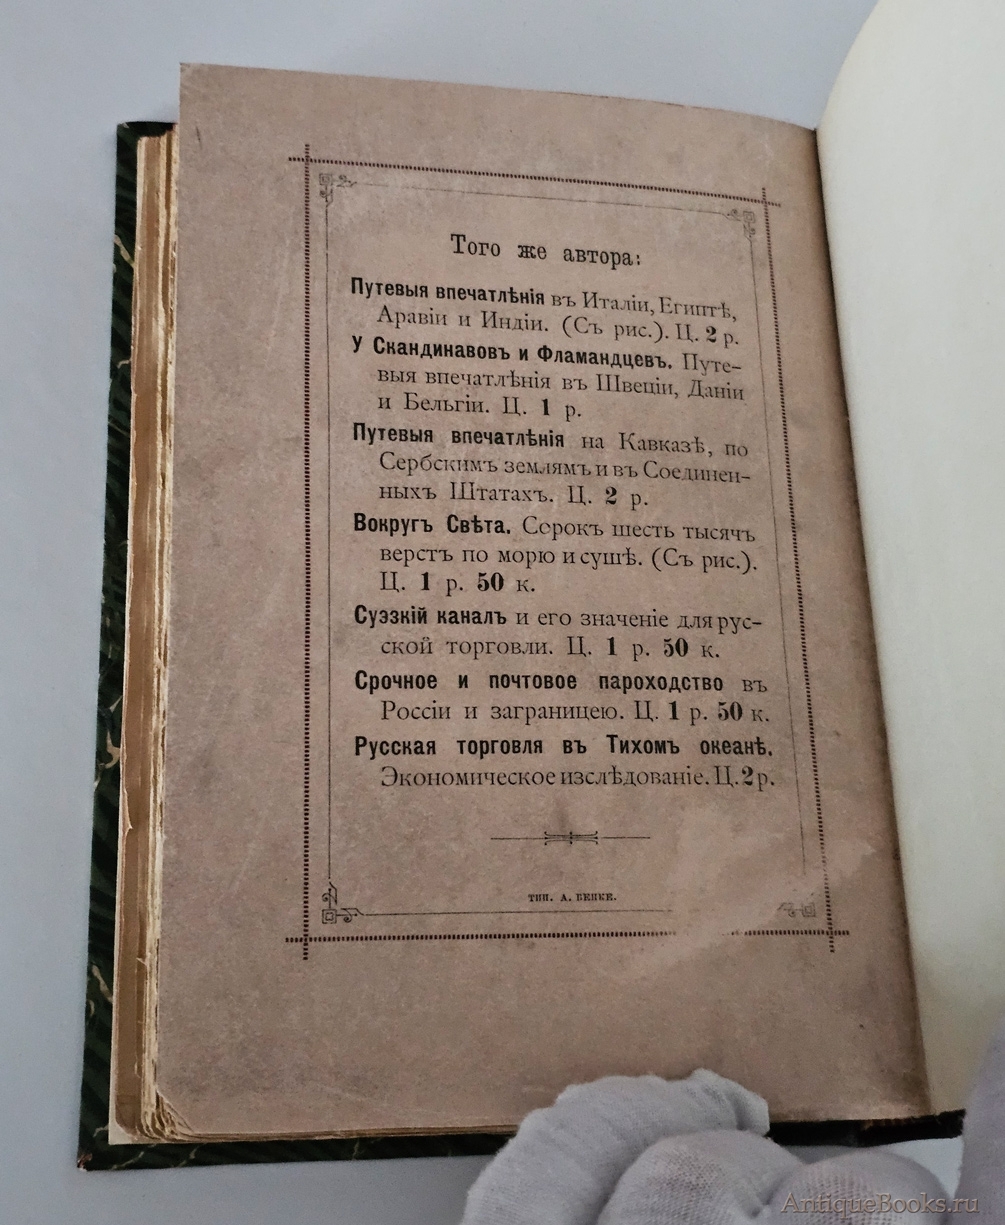 Того же автора:
Путевыя впечатлѣнія въ Италіи, Египтѣ,
Аравіи и Индіи. (Съ рис.). Ц. 2 р.
У Скандинавовъ и Фламандцевъ. Путе-
выя впечатлѣнія въ Швеціи, Даніи
и Бельгіи. Ц. 1 р.
Путевыя впечатлѣнія на Кавказѣ, по
Сербскимъ землямъ и въ Соединен-
ныхъ Штатахъ. Ц. 2 р.
Вокругъ Свѣта. Сорокъ шесть тысячъ
верстъ по морю и сушѣ. (Съ рис.).
Ц. 1 р. 50 к.
Суэзкій каналъ и его значеніе для рус-
ской торговли. Ц. 1 р. 50 к.
Срочное и почтовое пароходство въ
Россіи и заграницею. Ц. 1 р. 50 к.
Русская торговля въ Тихомъ океанѣ.
Экономическое изслѣдованіе. Ц. 2 р.
ТИП. А. БЕНКЕ.
AntiqueBooks.ru